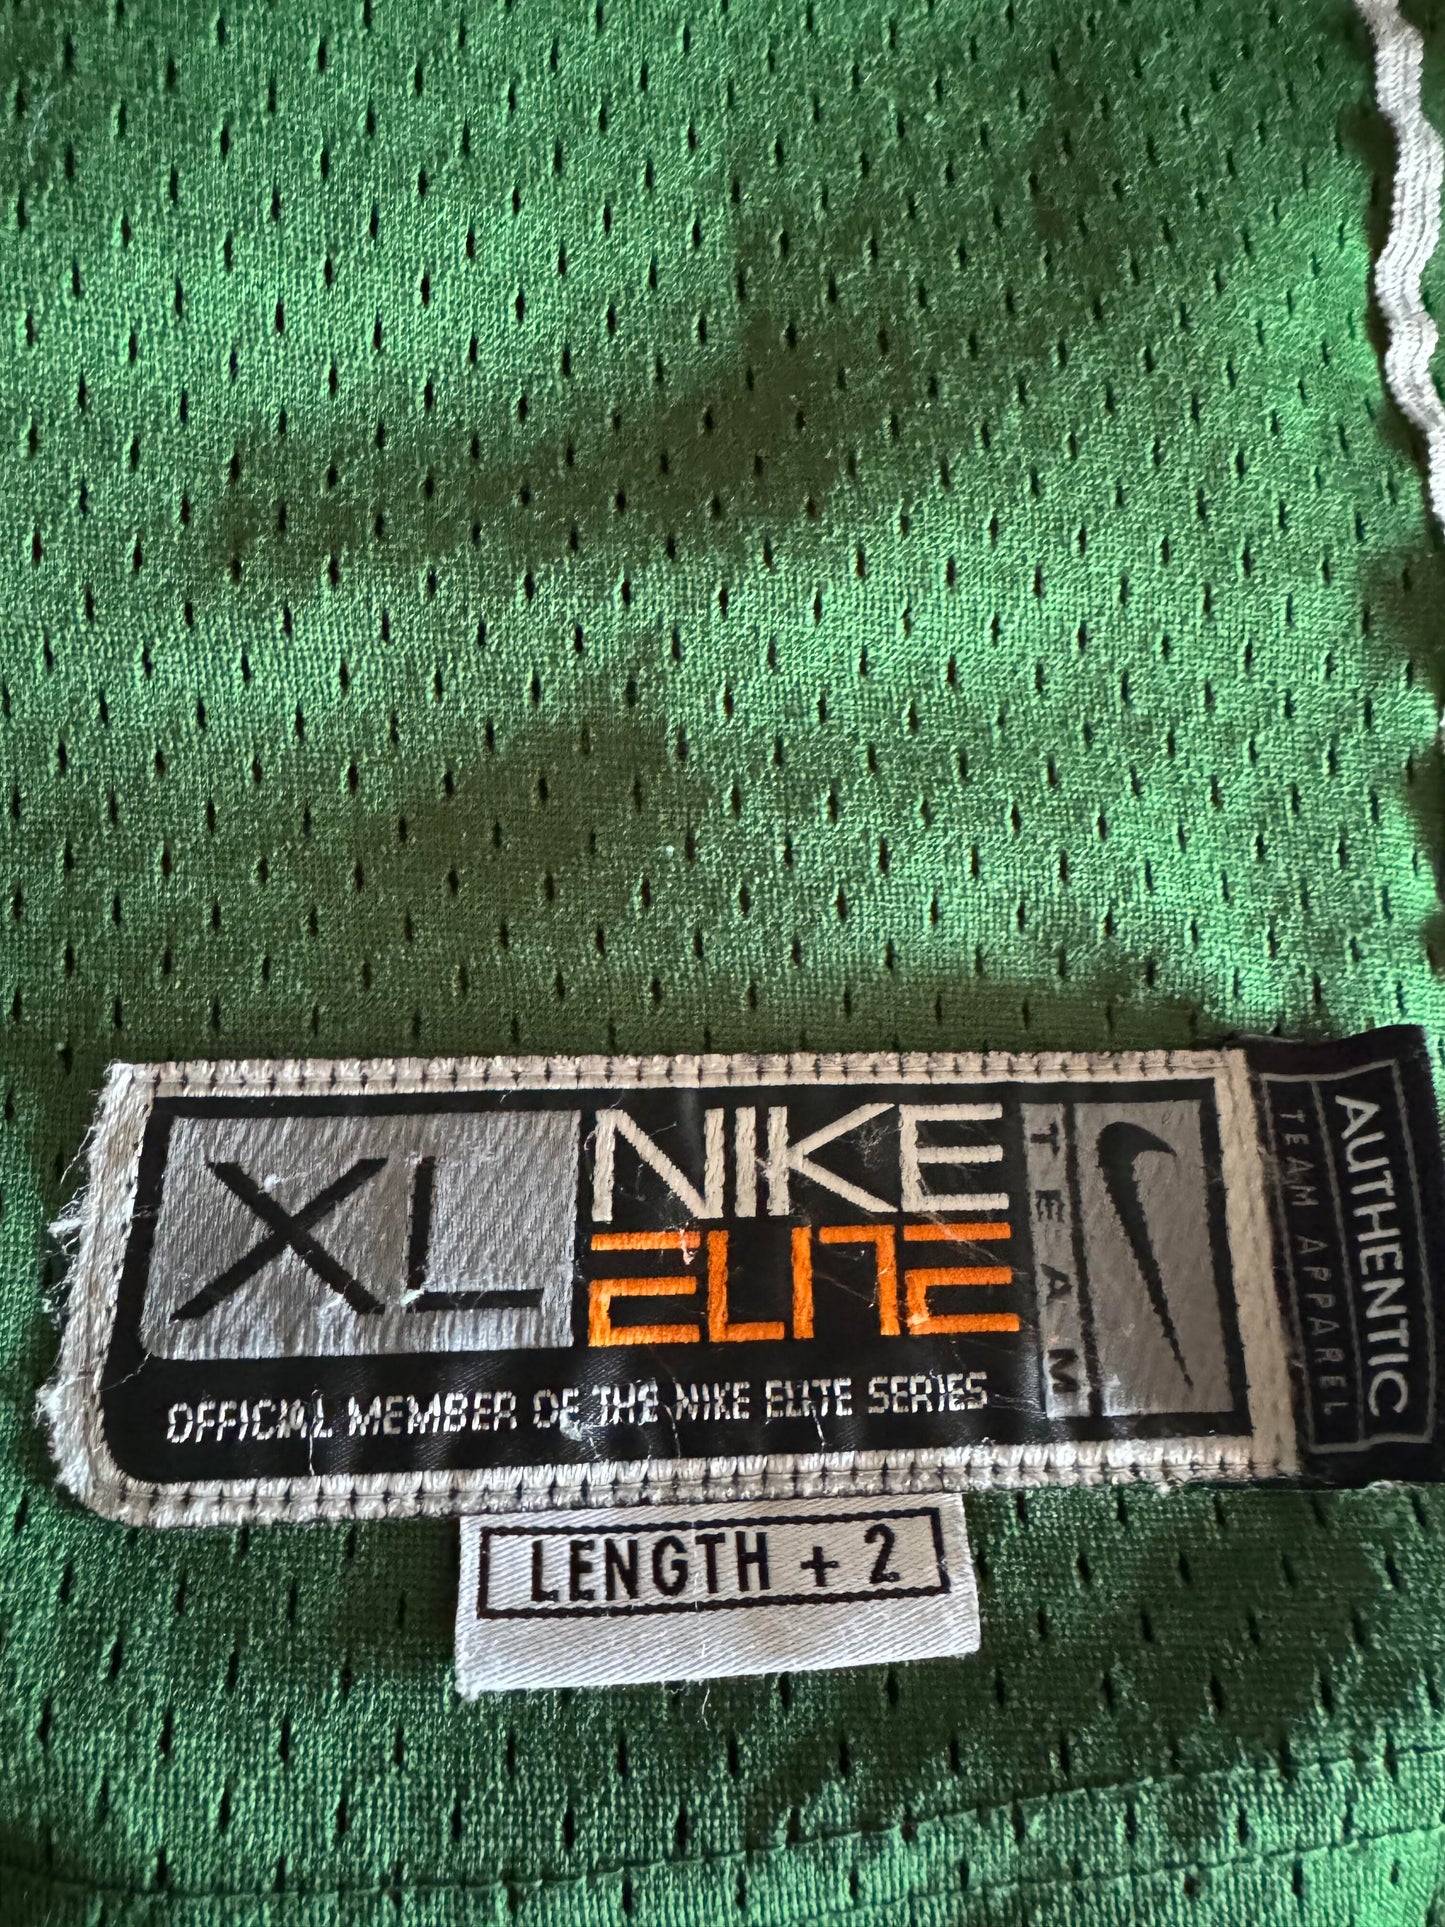 XL
NIKE
ELITE
OFFICIAL MEMBER OF THE NIKE ELITE SERIES
TEAM
AUTHENTIC
TEAM APPAREL
LENGTH + 2